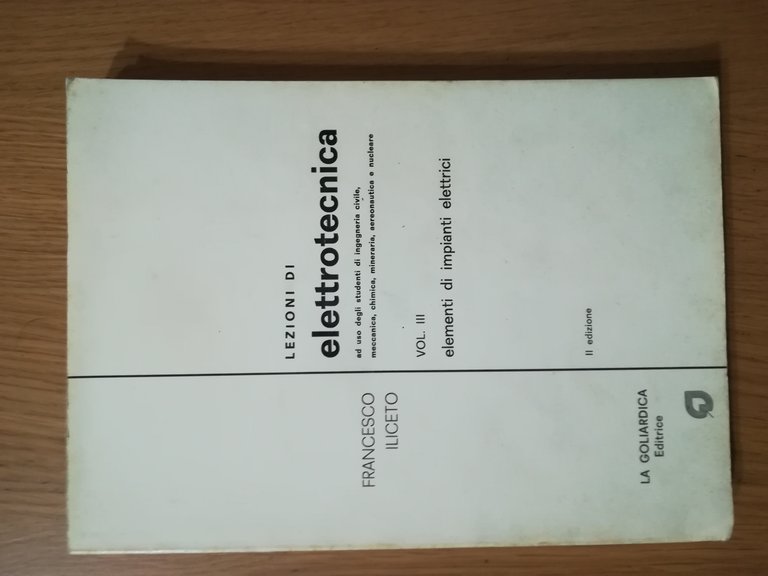 LEZIONI DI
elettrotecnica
ad uso degli studenti di ingegneria civile,
meccanica, chimica, mineraria, aereonautica e nucleare
FRANCESCO
ILICETO
VOL. III
elementi di impianti elettrici
II edizione
LA GOLIARDICA
Editrice